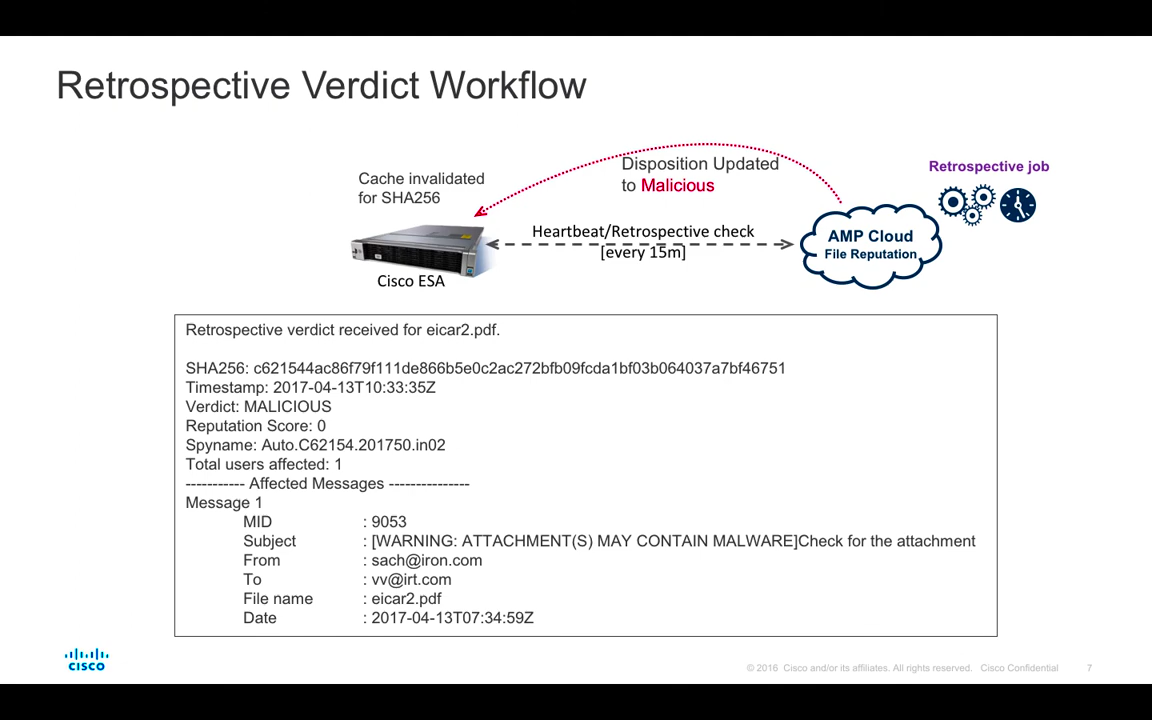 Retrospective Verdict Workflow
Cache invalidated
for SHA256
Disposition Updated
to Malicious
Retrospective job
Heartbeat/Retrospective check
[every 15m]
AMP Cloud
File Reputation
Cisco ESA
Retrospective verdict received for eicar2.pdf.
SHA256: c621544ac86f79f111de866b5e0c2ac272bfb09fcda1bf03b064037a7bf46751
Timestamp: 2017-04-13T10:33:35Z
Verdict: MALICIOUS
Reputation Score: 0
Spyname: Auto.C62154.201750.in02
Total users affected: 1
----------- Affected Messages ---------------
Message 1
MID : 9053
Subject : [WARNING: ATTACHMENT(S) MAY CONTAIN MALWARE]Check for the attachment
From : sach@iron.com
To : vv@irt.com
File name : eicar2.pdf
Date : 2017-04-13T07:34:59Z
CISCO
© 2016 Cisco and/or its affiliates. All rights reserved. Cisco Confidential 7